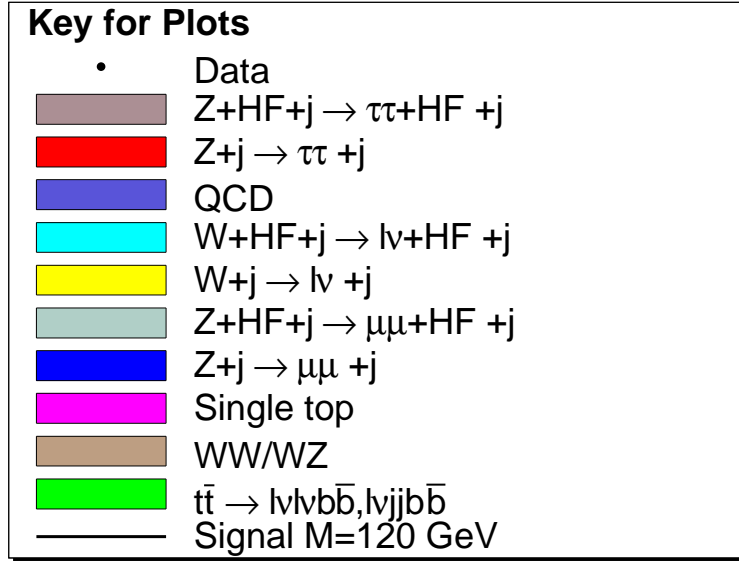 Key for Plots
Data
Z+HF+j → ττ+HF +j
Z+j → ττ +j
QCD
W+HF+j → lν+HF +j
W+j → lν +j
Z+HF+j → μμ+HF +j
Z+j → μμ +j
Single top
WW/WZ
tt̄ → lνlνbb̄,lνjjbb̄
Signal M=120 GeV